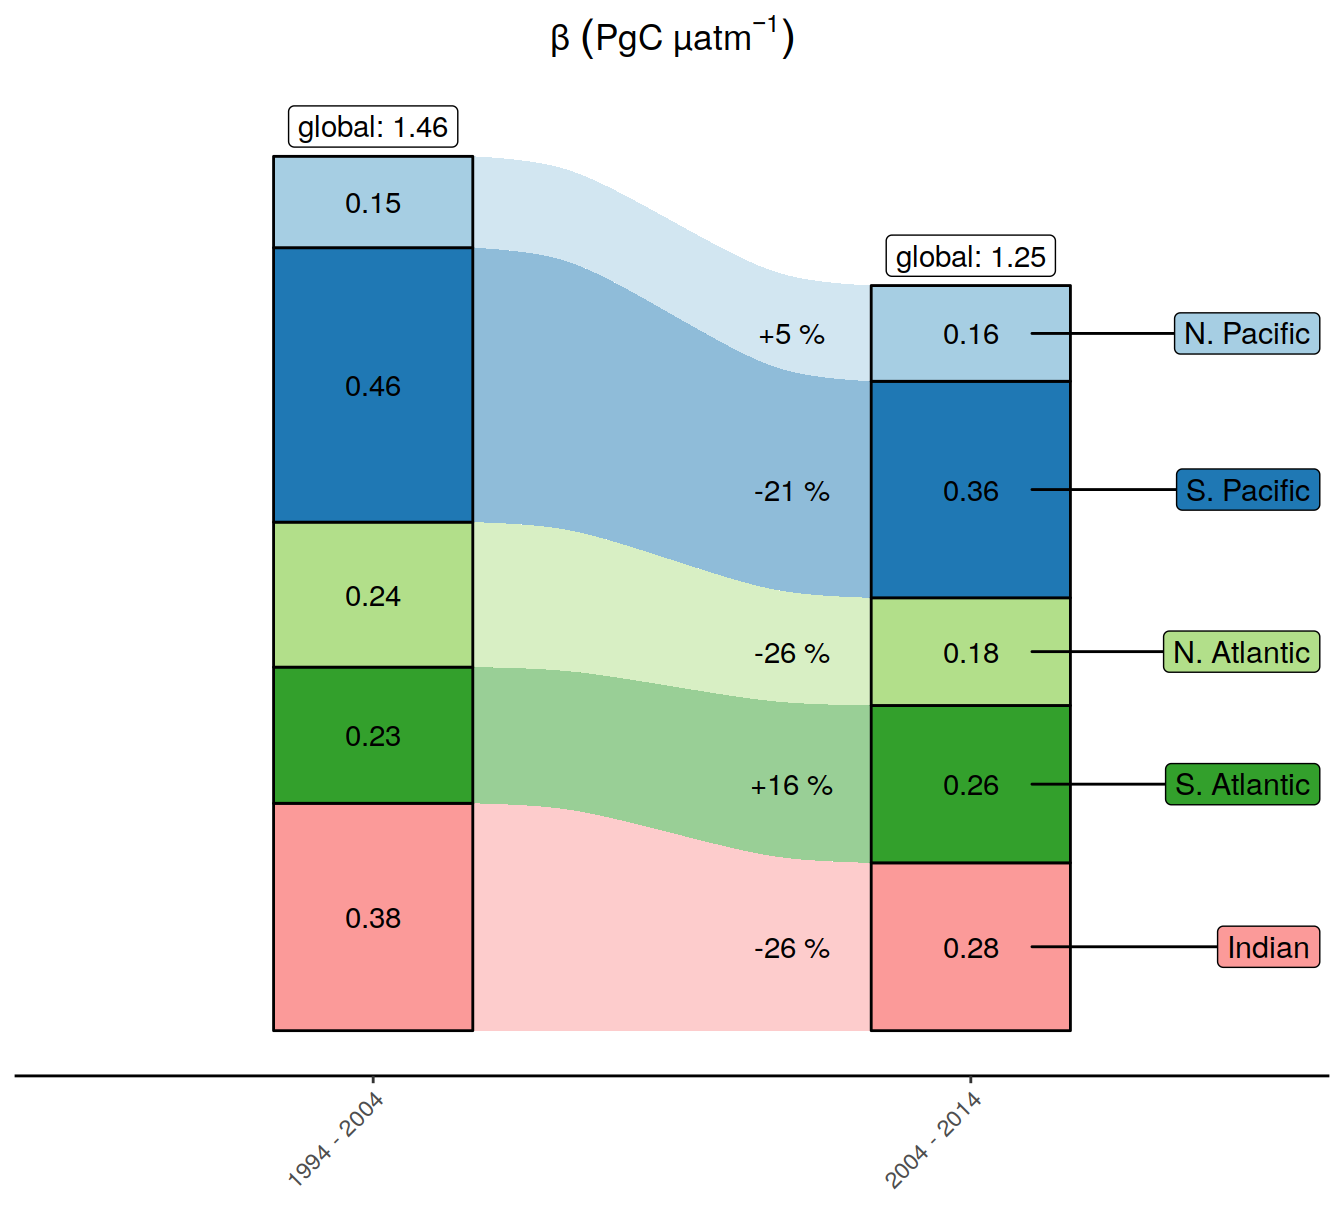 β (PgC µatm⁻¹)
global: 1.46
0.15
0.46
0.24
0.23
0.38
global: 1.25
+5 %
0.16
N. Pacific
-21 %
0.36
S. Pacific
-26 %
0.18
N. Atlantic
+16 %
0.26
S. Atlantic
-26 %
0.28
Indian
1994 - 2004
2004 - 2014